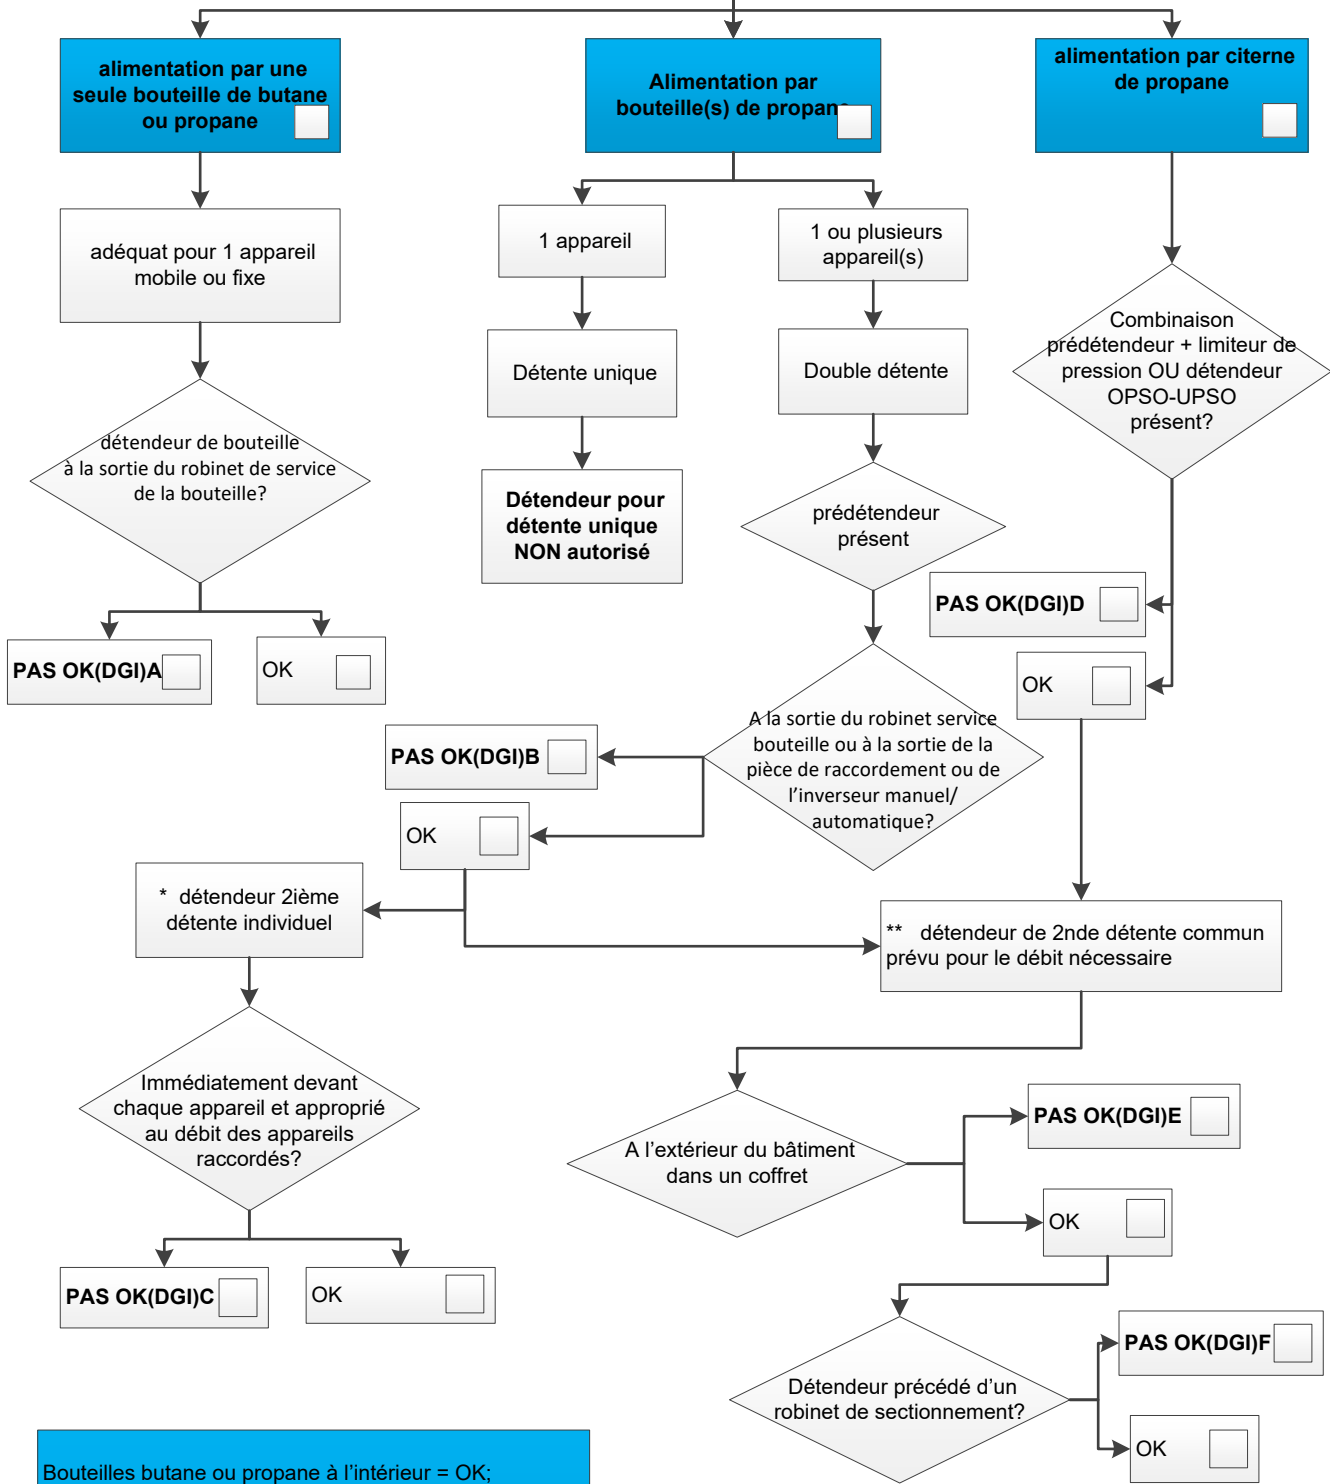 alimentation par une
seule bouteille de butane
ou propane
Alimentation par
bouteille(s) de propane
alimentation par citerne
de propane
adéquat pour 1 appareil
mobile ou fixe
1 appareil
1 ou plusieurs
appareil(s)
Combinaison
prédétendeur + limiteur de
pression OU détendeur
OPSO-UPSO
présent?
Détente unique
Double détente
détendeur de bouteille
à la sortie du robinet de service
de la bouteille?
Détendeur pour
détente unique
NON autorisé
prédétendeur
présent
PAS OK(DGI)D
PAS OK(DGI)A
OK
OK
A la sortie du robinet service
bouteille ou à la sortie de la
pièce de raccordement ou de
l’inverseur manuel/
automatique?
PAS OK(DGI)B
OK
* détendeur 2ième
détente individuel
** détendeur de 2nde détente commun
prévu pour le débit nécessaire
Immédiatement devant
chaque appareil et approprié
au débit des appareils
raccordés?
A l’extérieur du bâtiment
dans un coffret
PAS OK(DGI)E
OK
PAS OK(DGI)C
OK
Détendeur précédé d’un
robinet de sectionnement?
PAS OK(DGI)F
OK
Bouteilles butane ou propane à l’intérieur = OK;